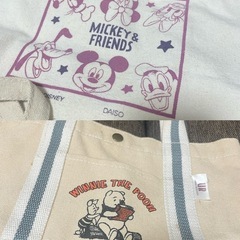 MICKEY &
FRIENDS
DISNEY
DAISO
WINNIE THE POOH